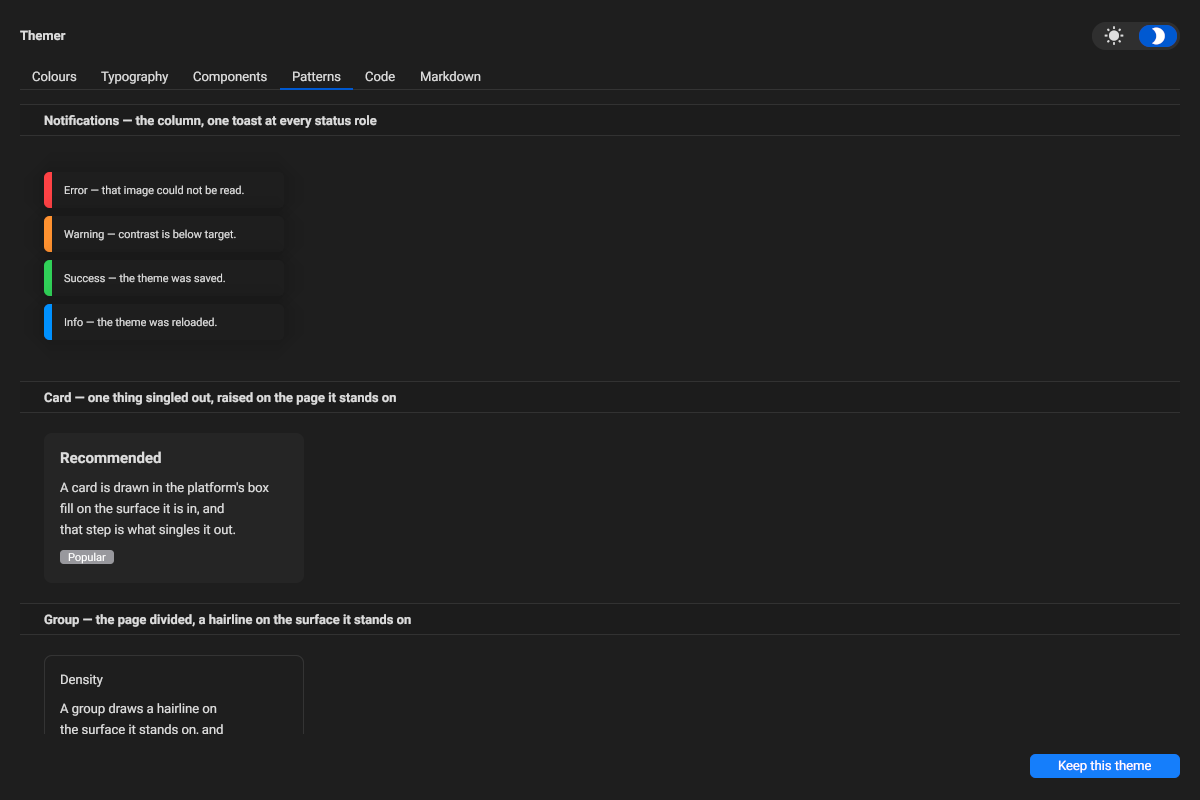 Themer
Colours Typography Components Patterns Code Markdown
Notifications — the column, one toast at every status role
Error — that image could not be read.
Warning — contrast is below target.
Success — the theme was saved.
Info — the theme was reloaded.
Card — one thing singled out, raised on the page it stands on
Recommended
A card is drawn in the platform's box
fill on the surface it is in, and
that step is what singles it out.
Popular
Group — the page divided, a hairline on the surface it stands on
Density
A group draws a hairline on
the surface it stands on, and
Keep this theme